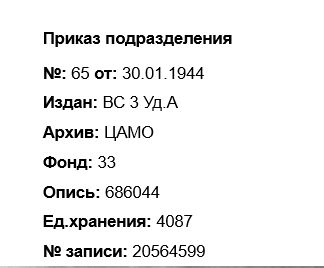 Приказ подразделения
№: 65 от: 30.01.1944
Издан: ВС 3 Уд.А
Архив: ЦАМО
Фонд: 33
Опись: 686044
Ед.хранения: 4087
№ записи: 20564599